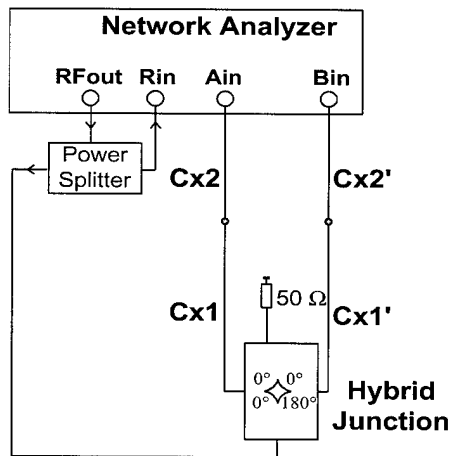 Network Analyzer
RFout Rin Ain Bin
Power
Splitter
Cx2 Cx2'
50 Ω
Cx1 Cx1'
0° 0°
0° 180°
Hybrid
Junction